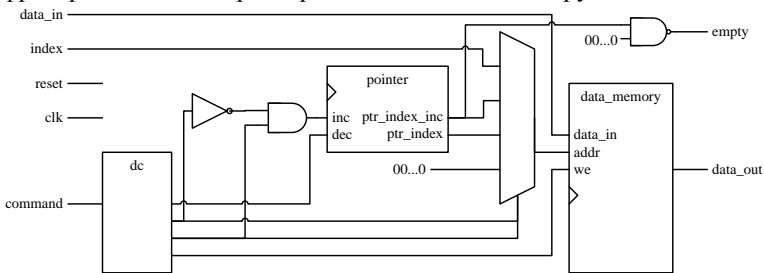 data_in
empty
00...0
index
pointer
reset
data_memory
clk
inc
ptr_index_inc
dec
ptr_index
data_in
dc
addr
00...0
we
data_out
command